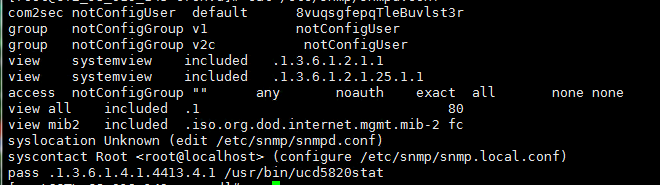 com2sec notConfigUser default 8vuqsgfepqTleBuvlst3r
group notConfigGroup v1 notConfigUser
group notConfigGroup v2c notConfigUser
view systemview included .1.3.6.1.2.1.1
view systemview included .1.3.6.1.2.1.25.1.1
access notConfigGroup "" any noauth exact all none none
view all included .1 80
view mib2 included .iso.org.dod.internet.mgmt.mib-2 fc
syslocation Unknown (edit /etc/snmp/snmpd.conf)
syscontact Root <root@localhost> (configure /etc/snmp/snmp.local.conf)
pass .1.3.6.1.4.1.4413.4.1 /usr/bin/ucd5820stat